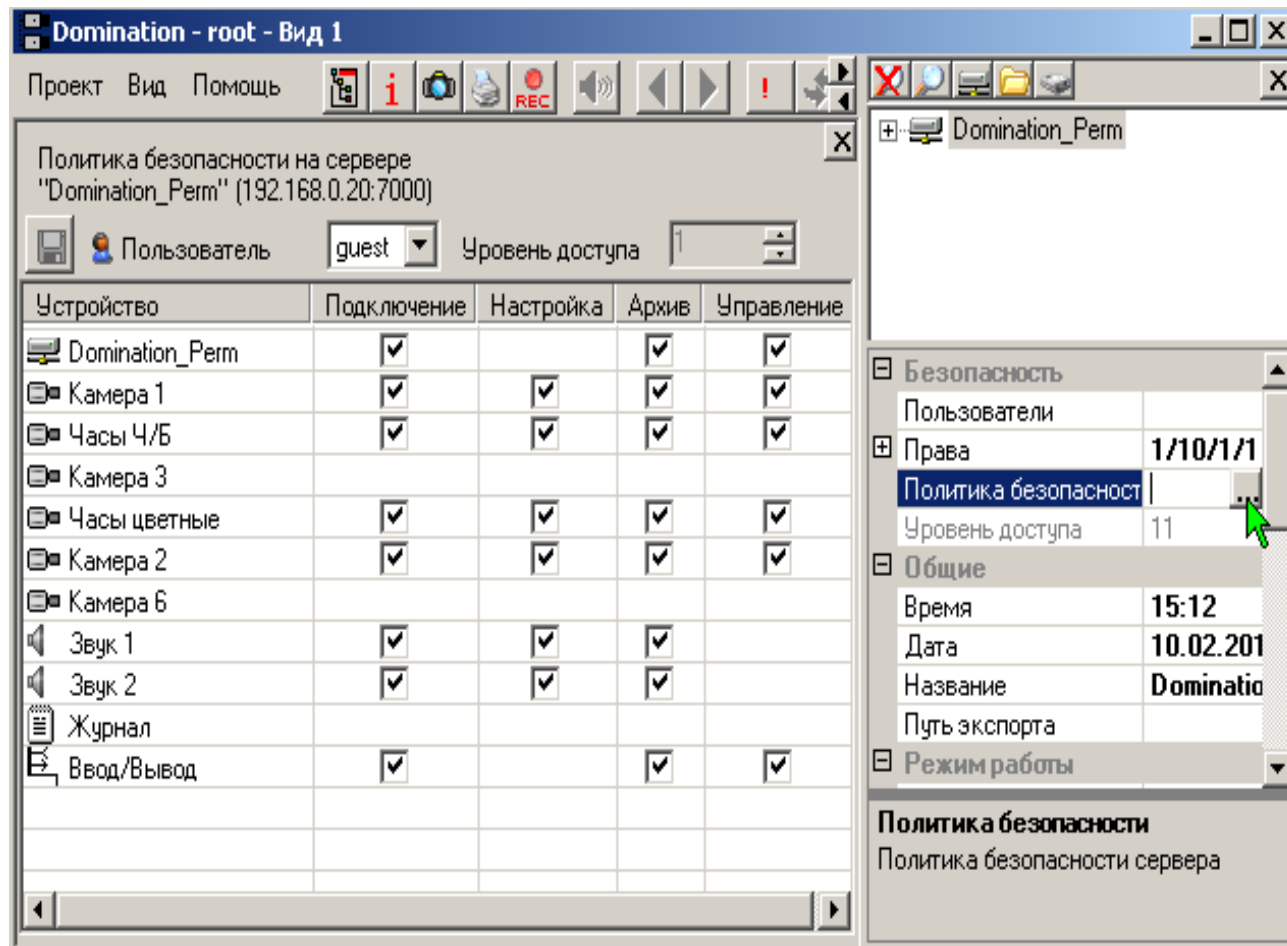 Domination - root - Вид 1
Проект Вид Помощь
REC
Политика безопасности на сервере
"Domination_Perm" (192.168.0.20:7000)
Пользователь guest Уровень доступа 1
Устройство Подключение Настройка Архив Управление
Domination_Perm
Камера 1
Часы Ч/Б
Камера 3
Часы цветные
Камера 2
Камера 6
Звук 1
Звук 2
Журнал
Ввод/Вывод
Domination_Perm
Безопасность
Пользователи
Права 1/10/1/1
Политика безопасност ...
Уровень доступа 11
Общие
Время 15:12
Дата 10.02.201
Название Dominatio
Путь экспорта
Режим работы
Политика безопасности
Политика безопасности сервера